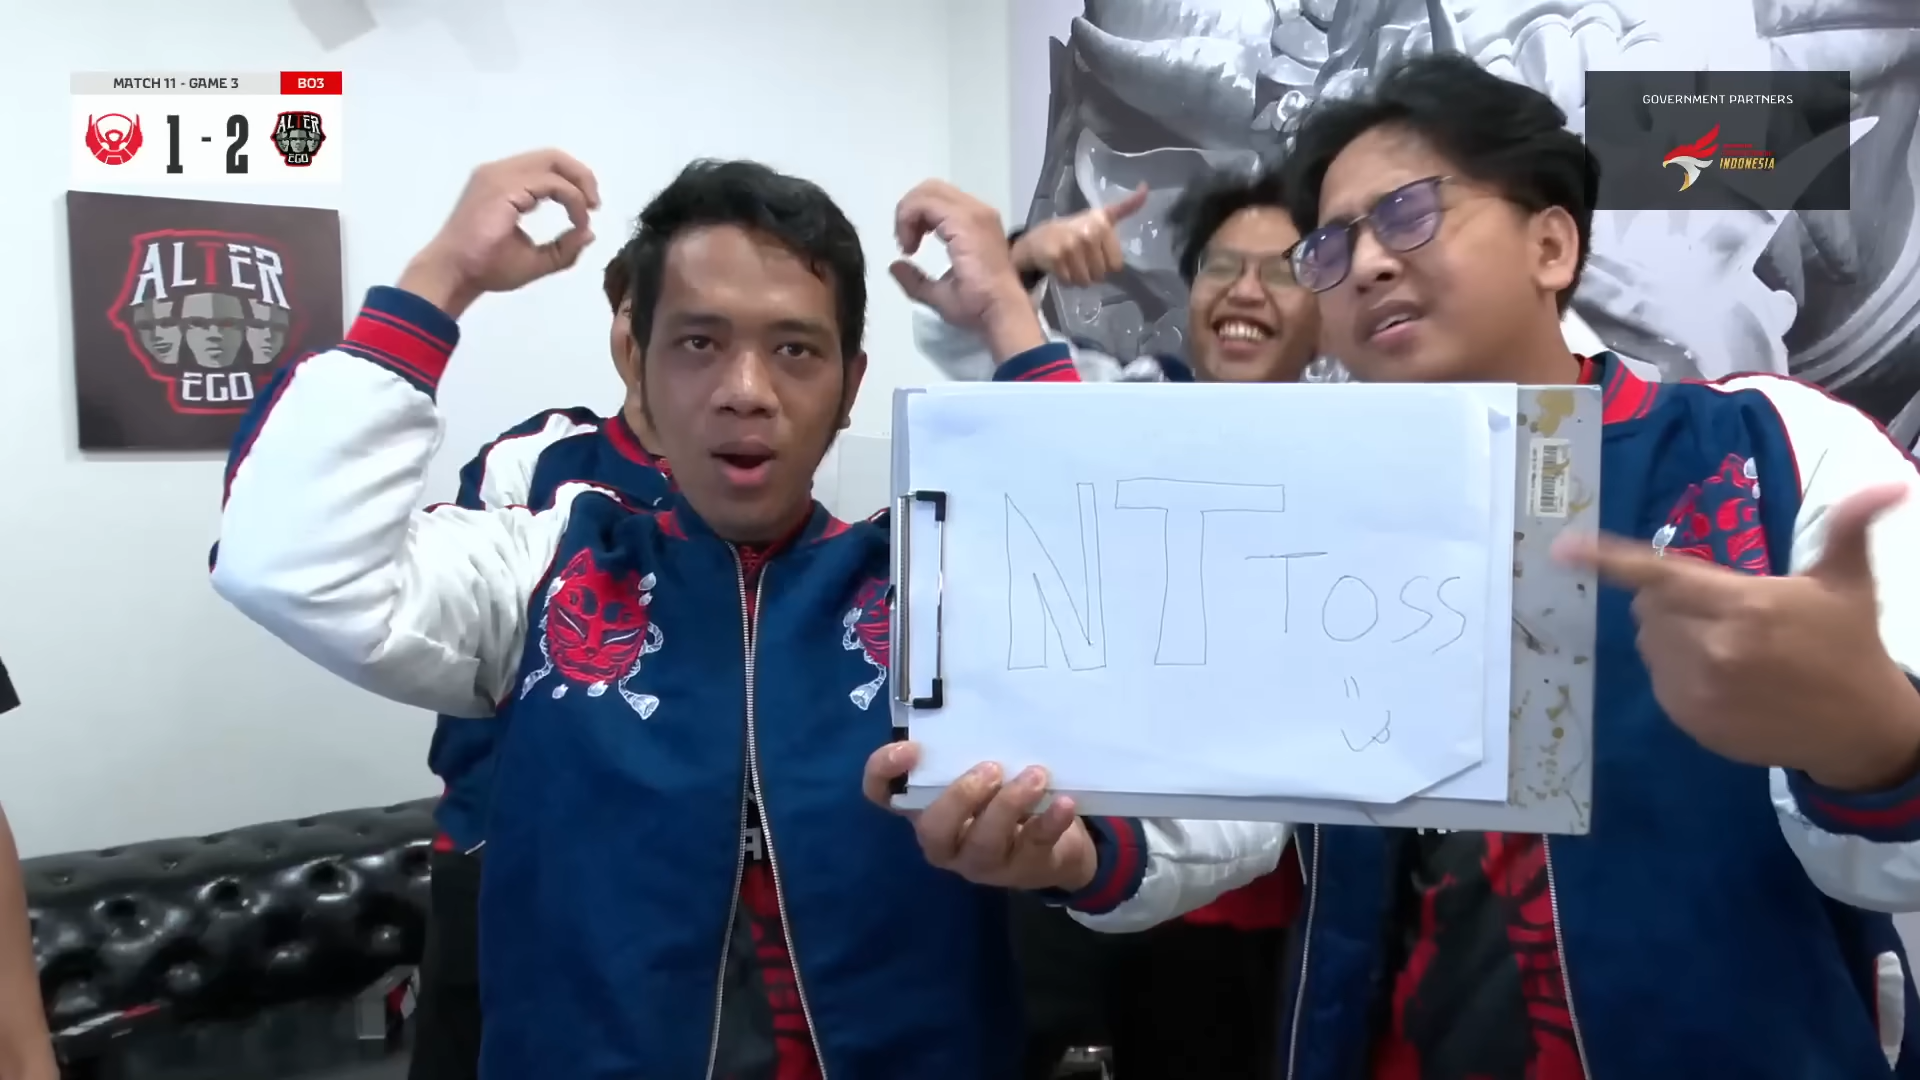 MATCH 11 - GAME 3
BO3
1 - 2
ALTER
EGO
GOVERNMENT PARTNERS
INDONESIA
ALTER
EGO
NT TOSS